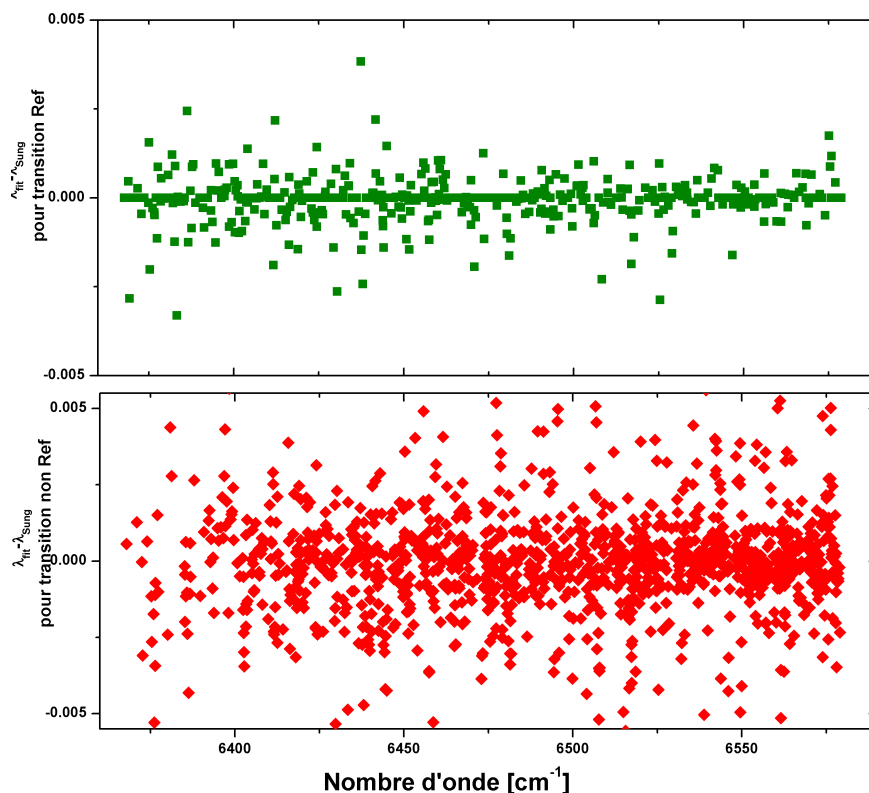 0.005
0.000
-0.005
λfit-λSung
pour transition Ref
0.005
0.000
-0.005
λfit-λSung
pour transition non Ref
6400 6450 6500 6550
Nombre d'onde [cm-1]